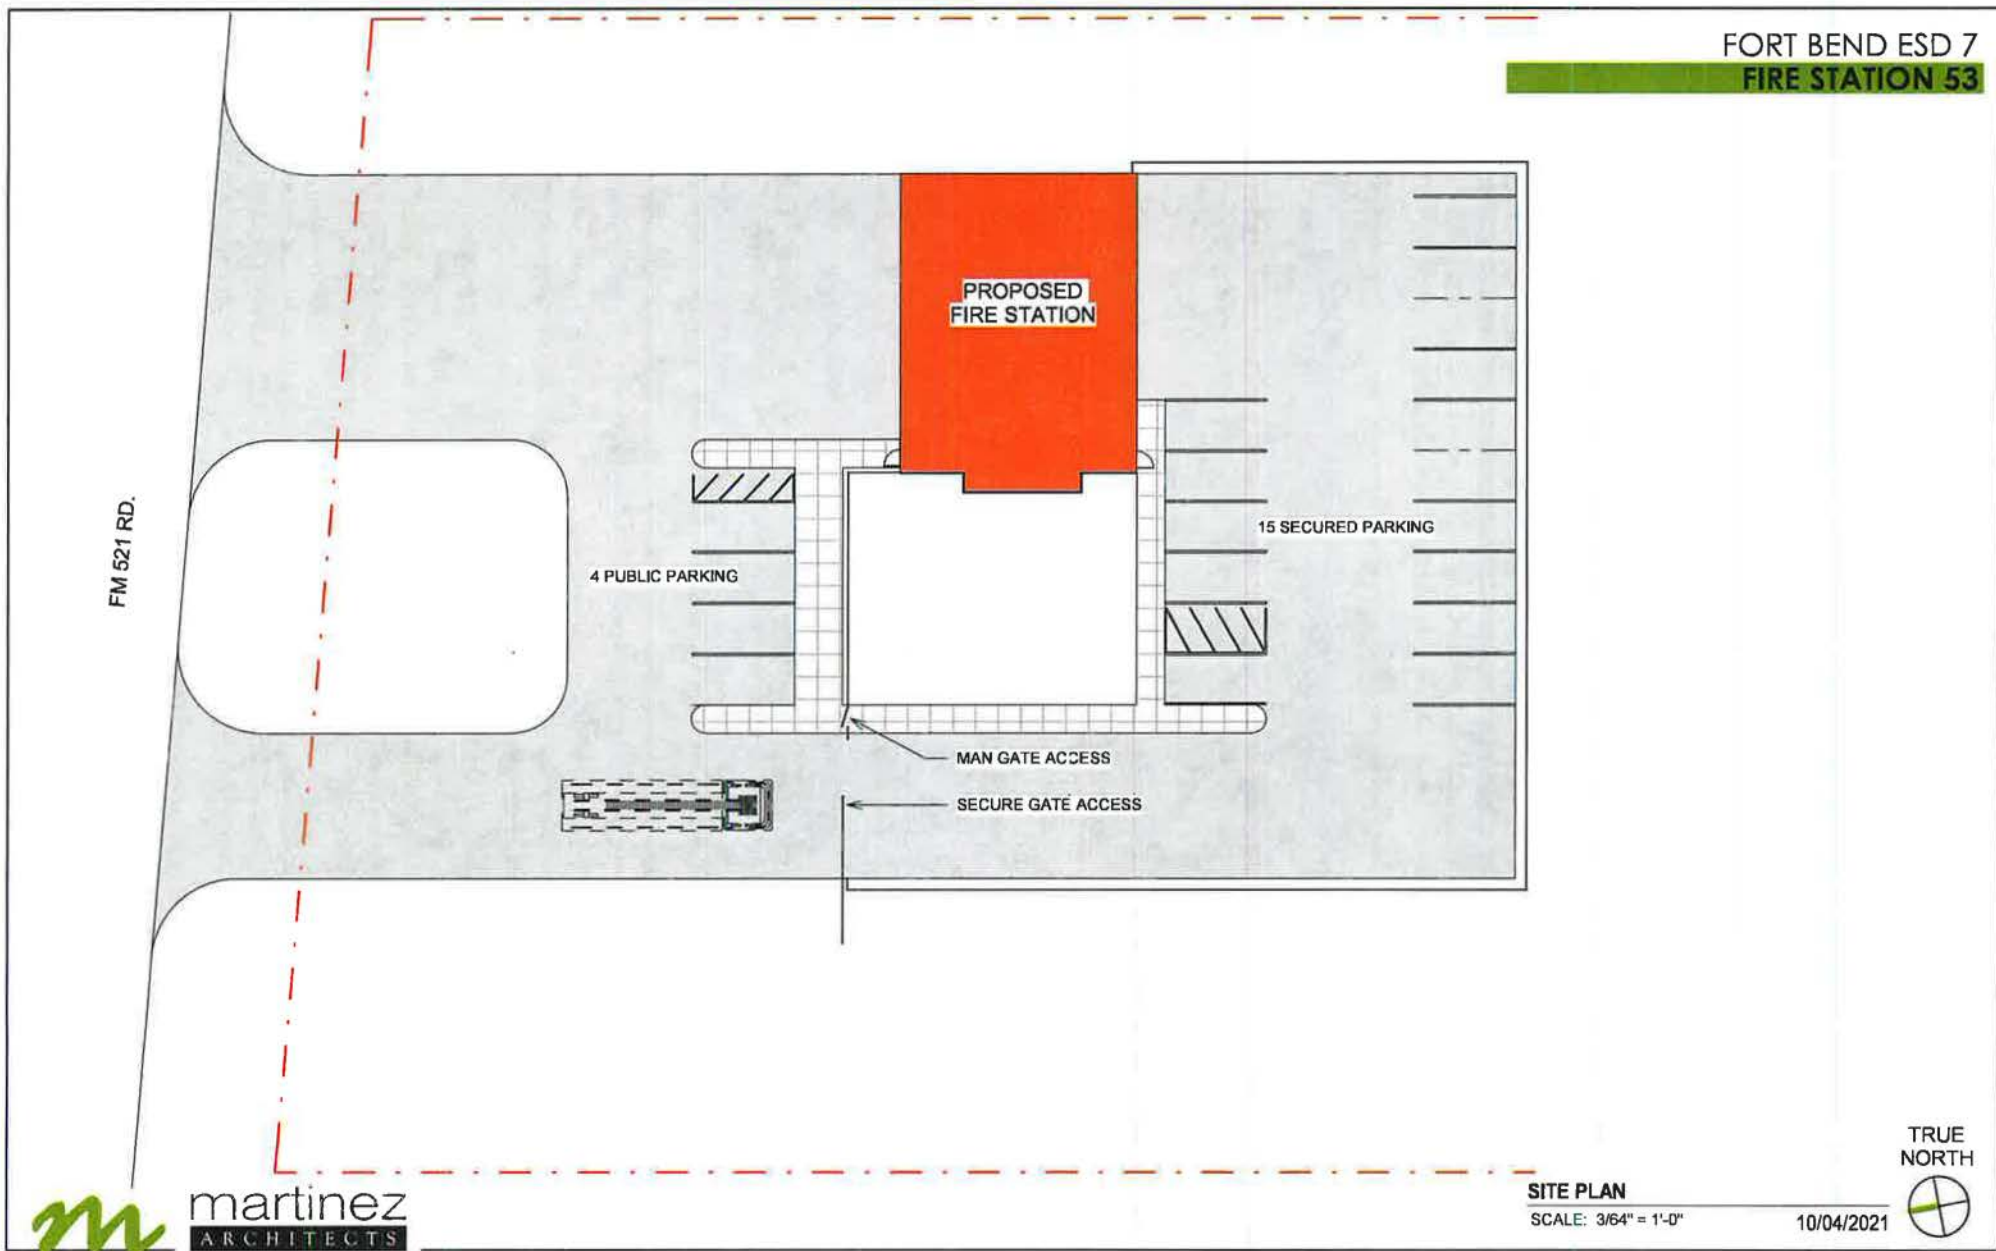 FORT BEND ESD 7
FIRE STATION 53
PROPOSED
FIRE STATION
FM 521 RD.
15 SECURED PARKING
4 PUBLIC PARKING
MAN GATE ACCESS
SECURE GATE ACCESS
TRUE
NORTH
SITE PLAN
SCALE: 3/64" = 1'-0"
10/04/2021
m
martinez
ARCHITECTS